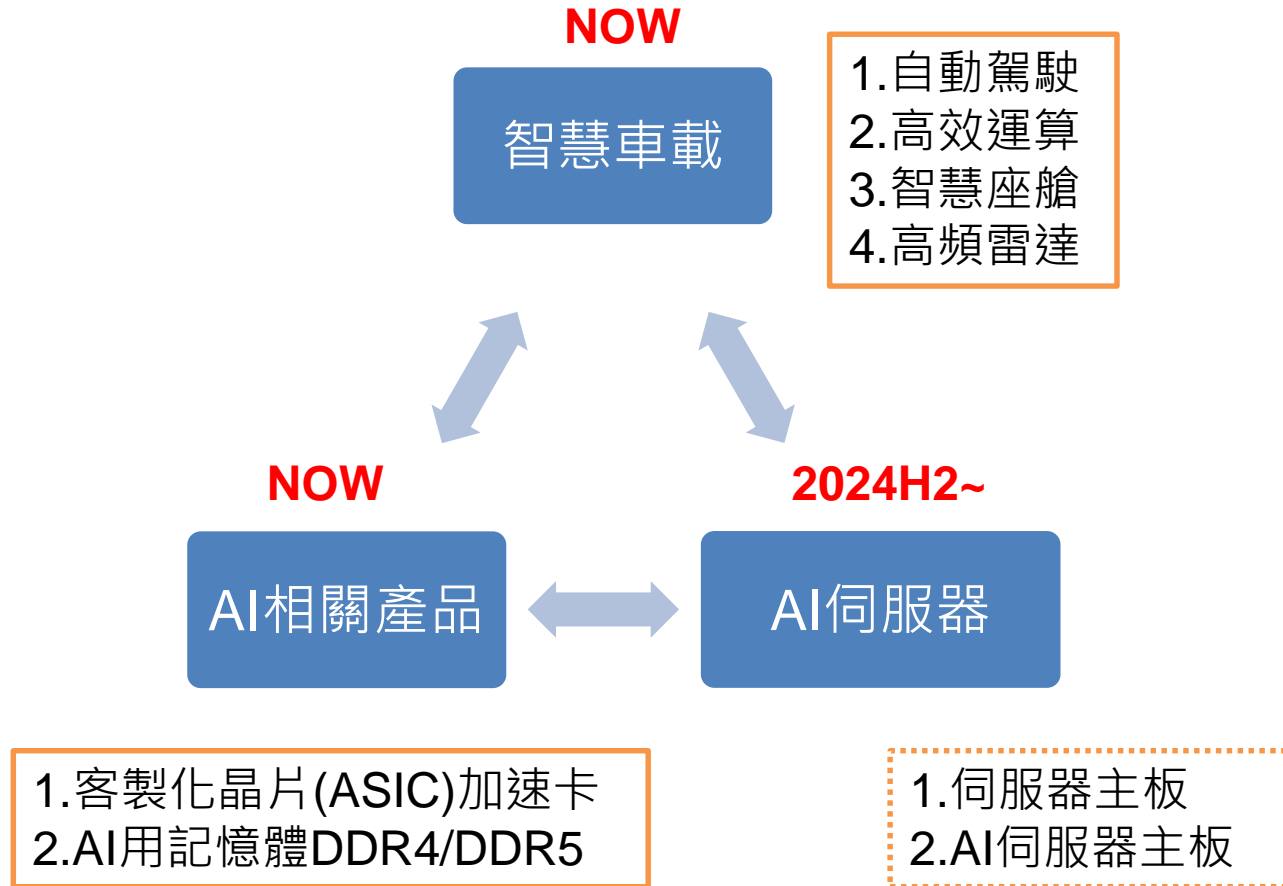 NOW
智慧車載
1.自動駕駛
2.高效運算
3.智慧座艙
4.高頻雷達
NOW
AI相關產品
2024H2~
AI伺服器
1.客製化晶片(ASIC)加速卡
2.AI用記憶體DDR4/DDR5
1.伺服器主板
2.AI伺服器主板